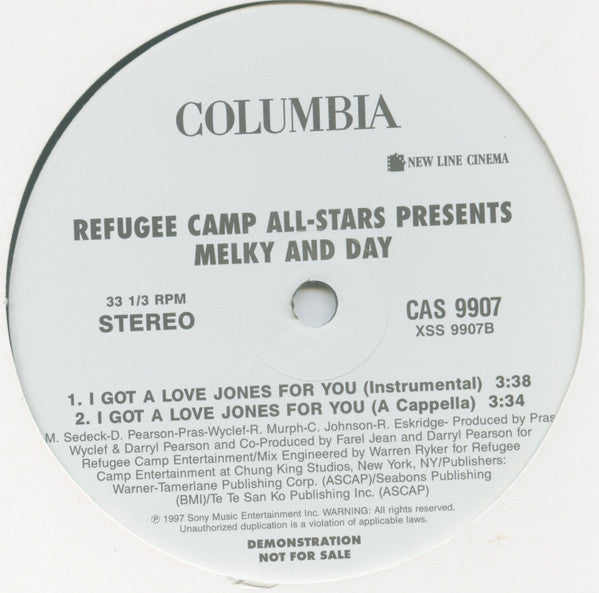 COLUMBIA
NEW LINE CINEMA
REFUGEE CAMP ALL-STARS PRESENTS
MELKY AND DAY
33 1/3 RPM
STEREO
CAS 9907
XSS 9907B
1. I GOT A LOVE JONES FOR YOU (Instrumental) 3:38
2. I GOT A LOVE JONES FOR YOU (A Cappella) 3:34
M. Sedeck-D. Pearson-Pras-Wyclef-R. Murph-C. Johnson-R. Eskridge- Produced by Pras
Wyclef & Darryl Pearson and Co-Produced by Farel Jean and Darryl Pearson for
Refugee Camp Entertainment/Mix Engineered by Warren Ryker for Refugee
Camp Entertainment at Chung King Studios, New York, NY/Publishers:
Warner-Tamerlane Publishing Corp. (ASCAP)/Seabons Publishing
(BMI)/Te Te San Ko Publishing Inc. (ASCAP)
℗ 1997 Sony Music Entertainment Inc. WARNING: All rights reserved.
Unauthorized duplication is a violation of applicable laws.
DEMONSTRATION
NOT FOR SALE